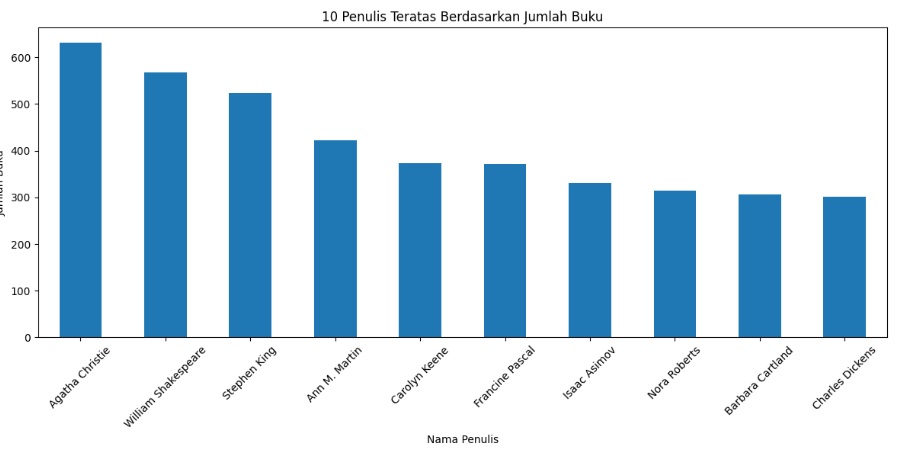 10 Penulis Teratas Berdasarkan Jumlah Buku
600
500
400
300
200
100
0
Agatha Christie
William Shakespeare
Stephen King
Ann M. Martin
Carolyn Keene
Francine Pascal
Isaac Asimov
Nora Roberts
Barbara Cartland
Charles Dickens
Nama Penulis